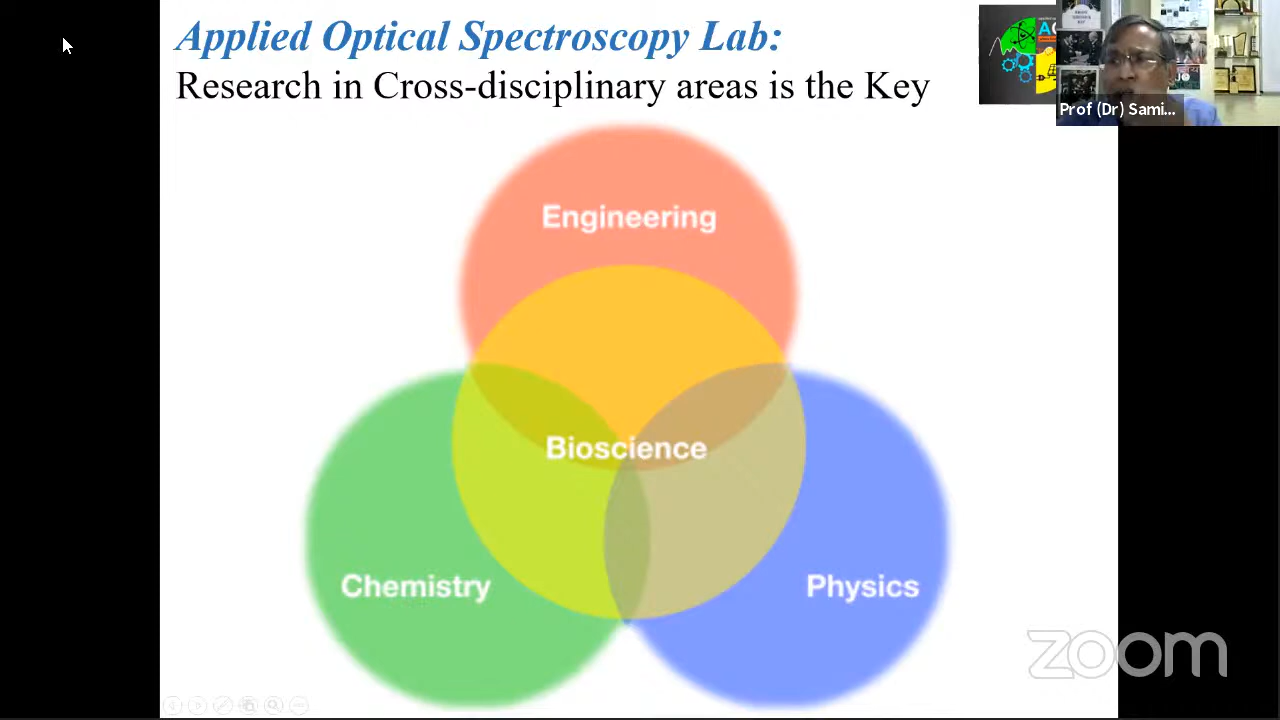 Applied Optical Spectroscopy Lab:
Research in Cross-disciplinary areas is the Key
Prof (Dr) Sami...
Engineering
Bioscience
Chemistry
Physics
zoom